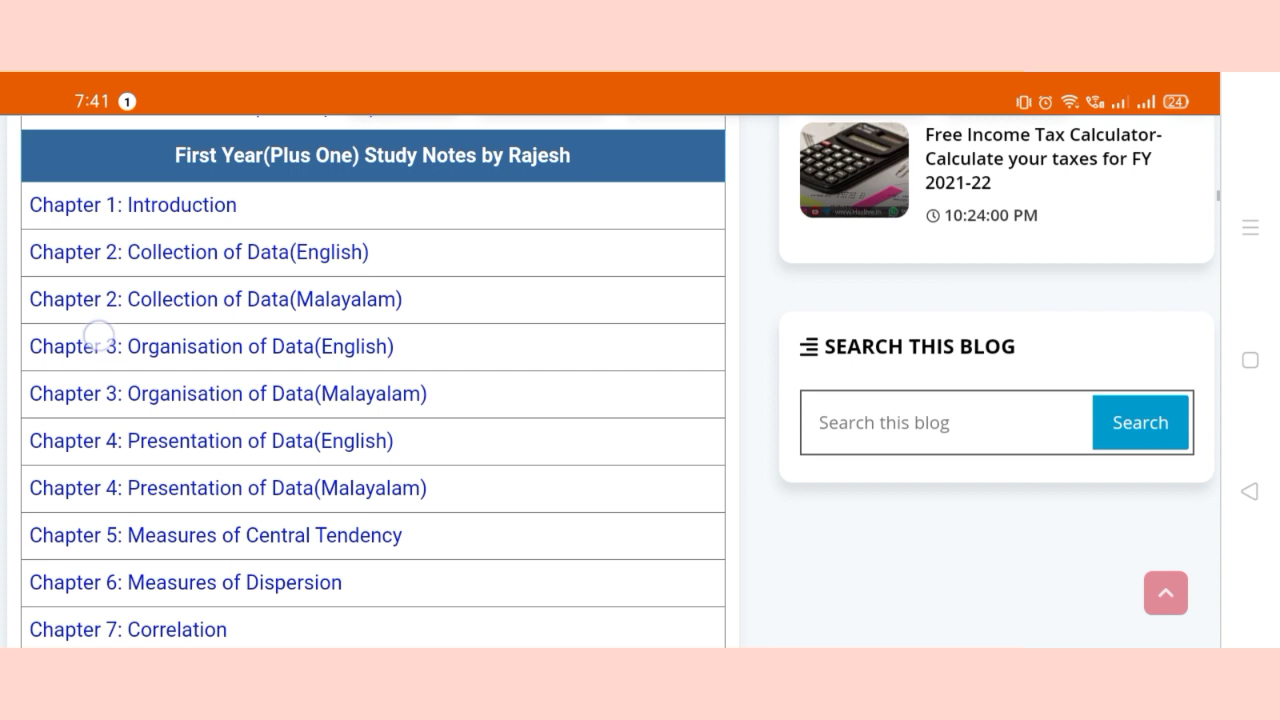 7:41 1
24
First Year(Plus One) Study Notes by Rajesh
Chapter 1: Introduction
Chapter 2: Collection of Data(English)
Chapter 2: Collection of Data(Malayalam)
Chapter 3: Organisation of Data(English)
Chapter 3: Organisation of Data(Malayalam)
Chapter 4: Presentation of Data(English)
Chapter 4: Presentation of Data(Malayalam)
Chapter 5: Measures of Central Tendency
Chapter 6: Measures of Dispersion
Chapter 7: Correlation
Free Income Tax Calculator-
Calculate your taxes for FY
2021-22
10:24:00 PM
SEARCH THIS BLOG
Search this blog
Search